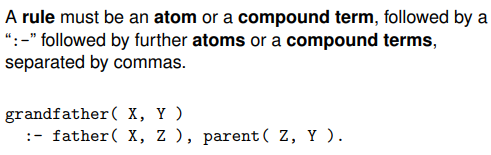 A rule must be an atom or a compound term, followed by a
“:-” followed by further atoms or a compound terms,
separated by commas.
grandfather( X, Y )
:- father( X, Z ), parent( Z, Y ).